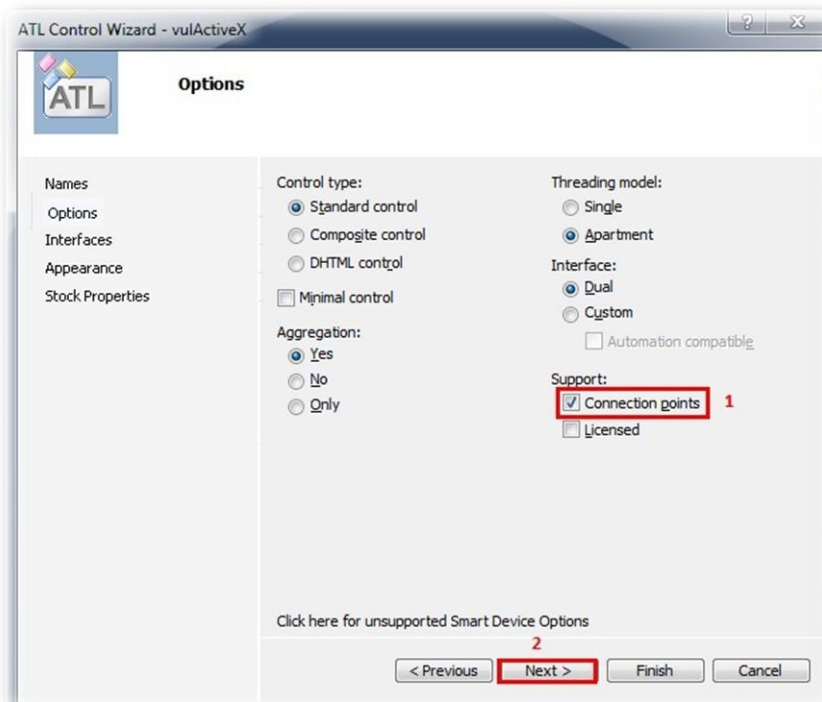 ATL Control Wizard - vulActiveX
ATL
Options
Names
Options
Interfaces
Appearance
Stock Properties
Control type:
Standard control
Composite control
DHTML control
Minimal control
Aggregation:
Yes
No
Only
Threading model:
Single
Apartment
Interface:
Dual
Custom
Automation compatible
Support:
Connection points 1
Licensed
Click here for unsupported Smart Device Options
2
< Previous Next > Finish Cancel